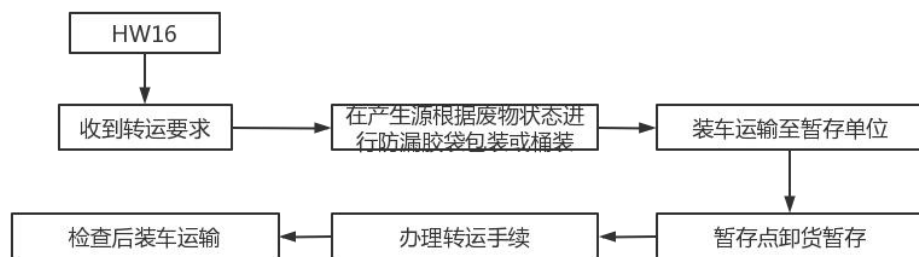 HW16
收到转运要求
在产生源根据废物状态进
行防漏胶袋包装或桶装
装车运输至暂存单位
暂存点卸货暂存
办理转运手续
检查后装车运输